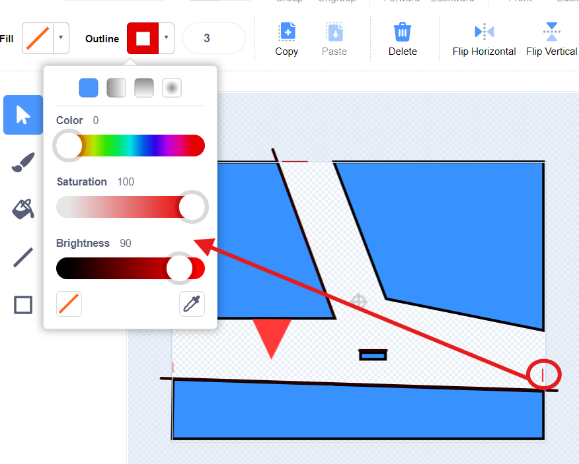 Fill
Outline
3
Copy
Paste
Delete
Flip Horizontal
Flip Vertical
Color 0
Saturation 100
Brightness 90